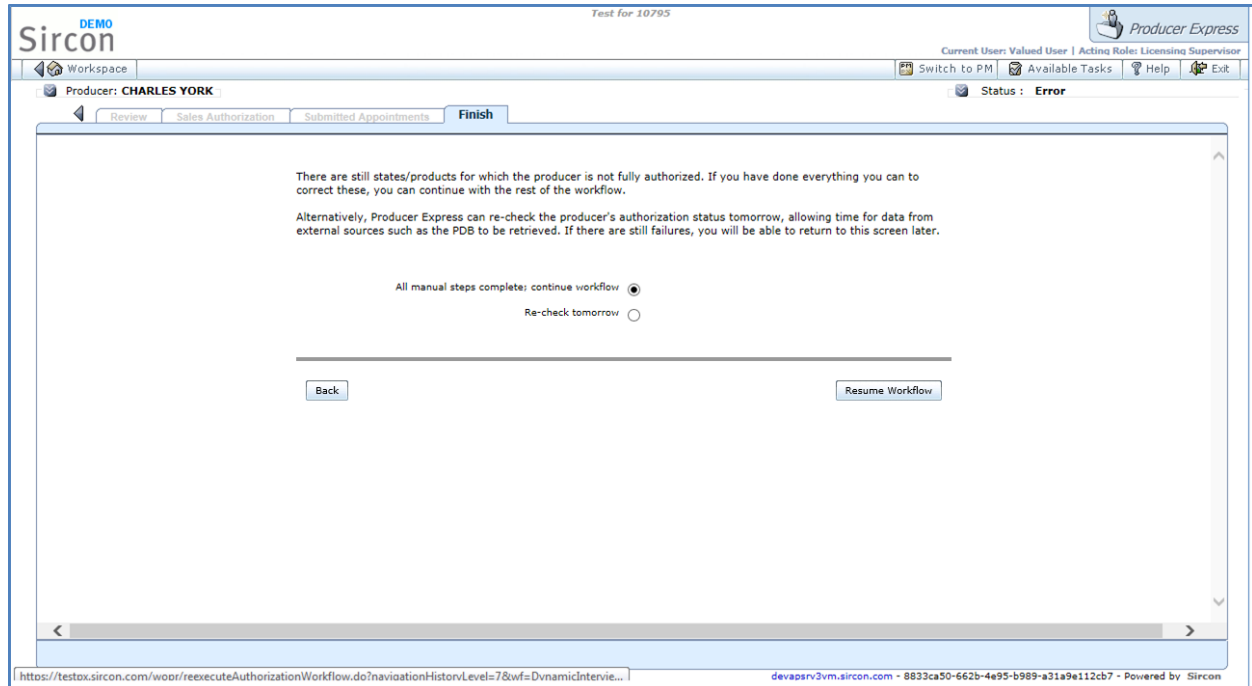 Test for 10795
DEMO
Sircon
Producer Express
Current User: Valued User | Acting Role: Licensing Supervisor
Workspace
Switch to PM
Available Tasks
Help
Exit
Producer: CHARLES YORK
Status : Error
Review
Sales Authorization
Submitted Appointments
Finish
There are still states/products for which the producer is not fully authorized. If you have done everything you can to
correct these, you can continue with the rest of the workflow.
Alternatively, Producer Express can re-check the producer's authorization status tomorrow, allowing time for data from
external sources such as the PDB to be retrieved. If there are still failures, you will be able to return to this screen later.
All manual steps complete; continue workflow
Re-check tomorrow
Back
Resume Workflow
https://testpx.sircon.com/wopr/reexecuteAuthorizationWorkflow.do?navigationHistoryLevel=7&wf=DynamicIntervie...
devapsrv3vm.sircon.com - 8833ca50-662b-4e95-b989-a31a9e112cb7 - Powered by Sircon